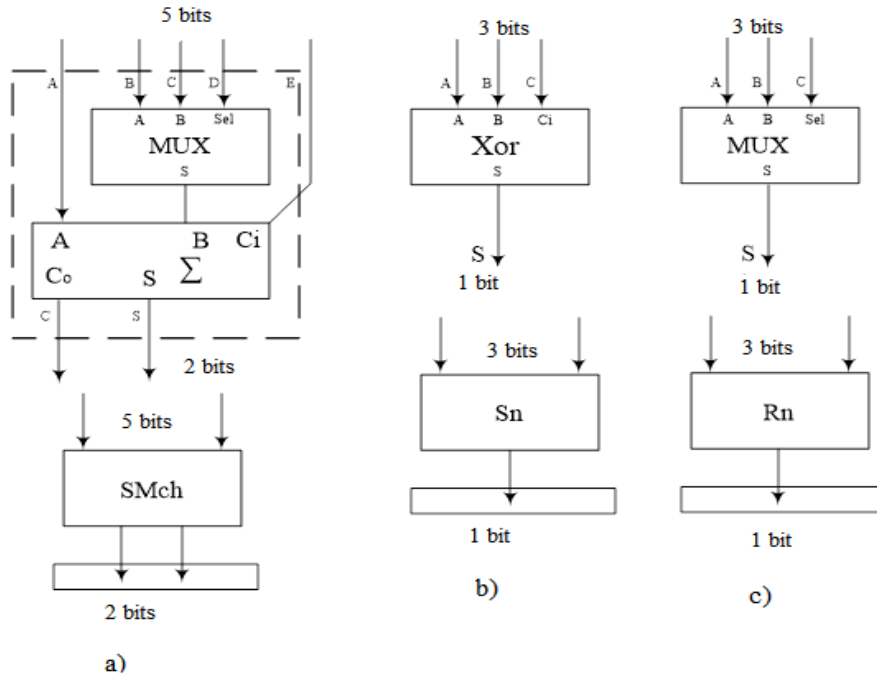 5 bits
A B C D E
A B Sel
MUX
S
A B Ci
Co S Σ
C S
2 bits
5 bits
SMch
2 bits
a)
3 bits
A B C
A B Ci
Xor
S
S
1 bit
3 bits
Sn
1 bit
b)
3 bits
A B C
A B Sel
MUX
S
S
1 bit
3 bits
Rn
1 bit
c)